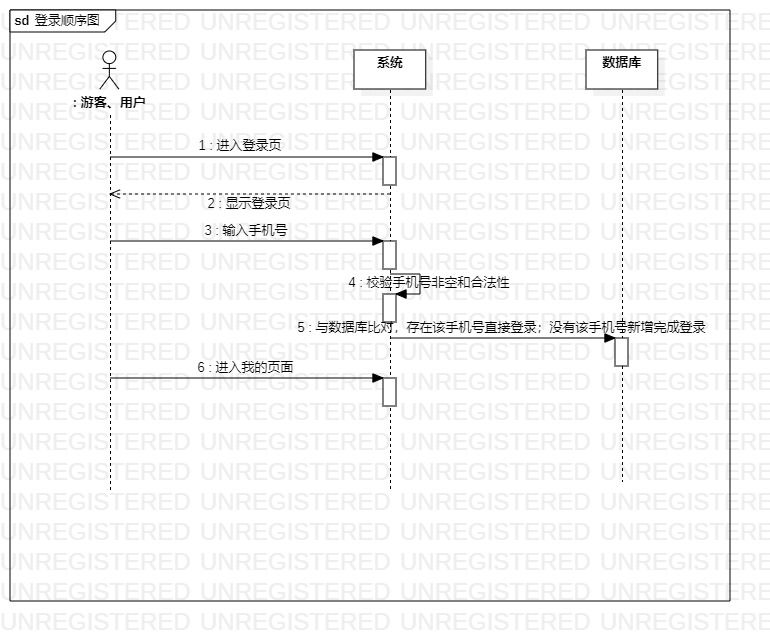 sd 登录顺序图
系统
数据库
: 游客、用户
1 : 进入登录页
2 : 显示登录页
3 : 输入手机号
4 : 校验手机号非空和合法性
5 : 与数据库比对，存在该手机号直接登录；没有该手机号新增完成登录
6 : 进入我的页面
UNREGISTERED UNREGISTERED UNREGISTERED UNREGISTERED